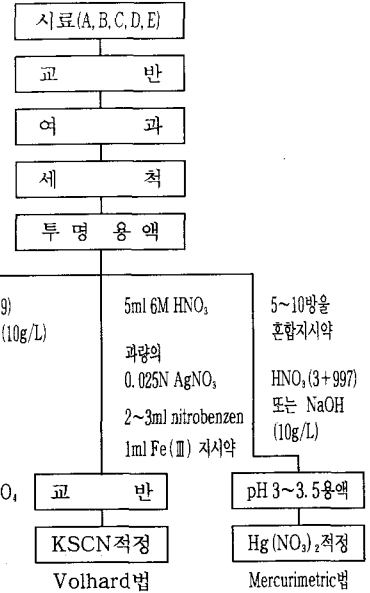 시료(A, B, C, D, E)
교 반
여 과
세 척
투 명 용 액
9)
(10g/L)
O₄
5ml 6M HNO₃
과량의
0.025N AgNO₃
2~3ml nitrobenzen
1ml Fe(Ⅲ) 지시약
교 반
KSCN적정
Volhard법
5~10방울
혼합지시약
HNO₃(3+997)
또는 NaOH
(10g/L)
pH 3~3.5용액
Hg(NO₃)₂적정
Mercurimetric법